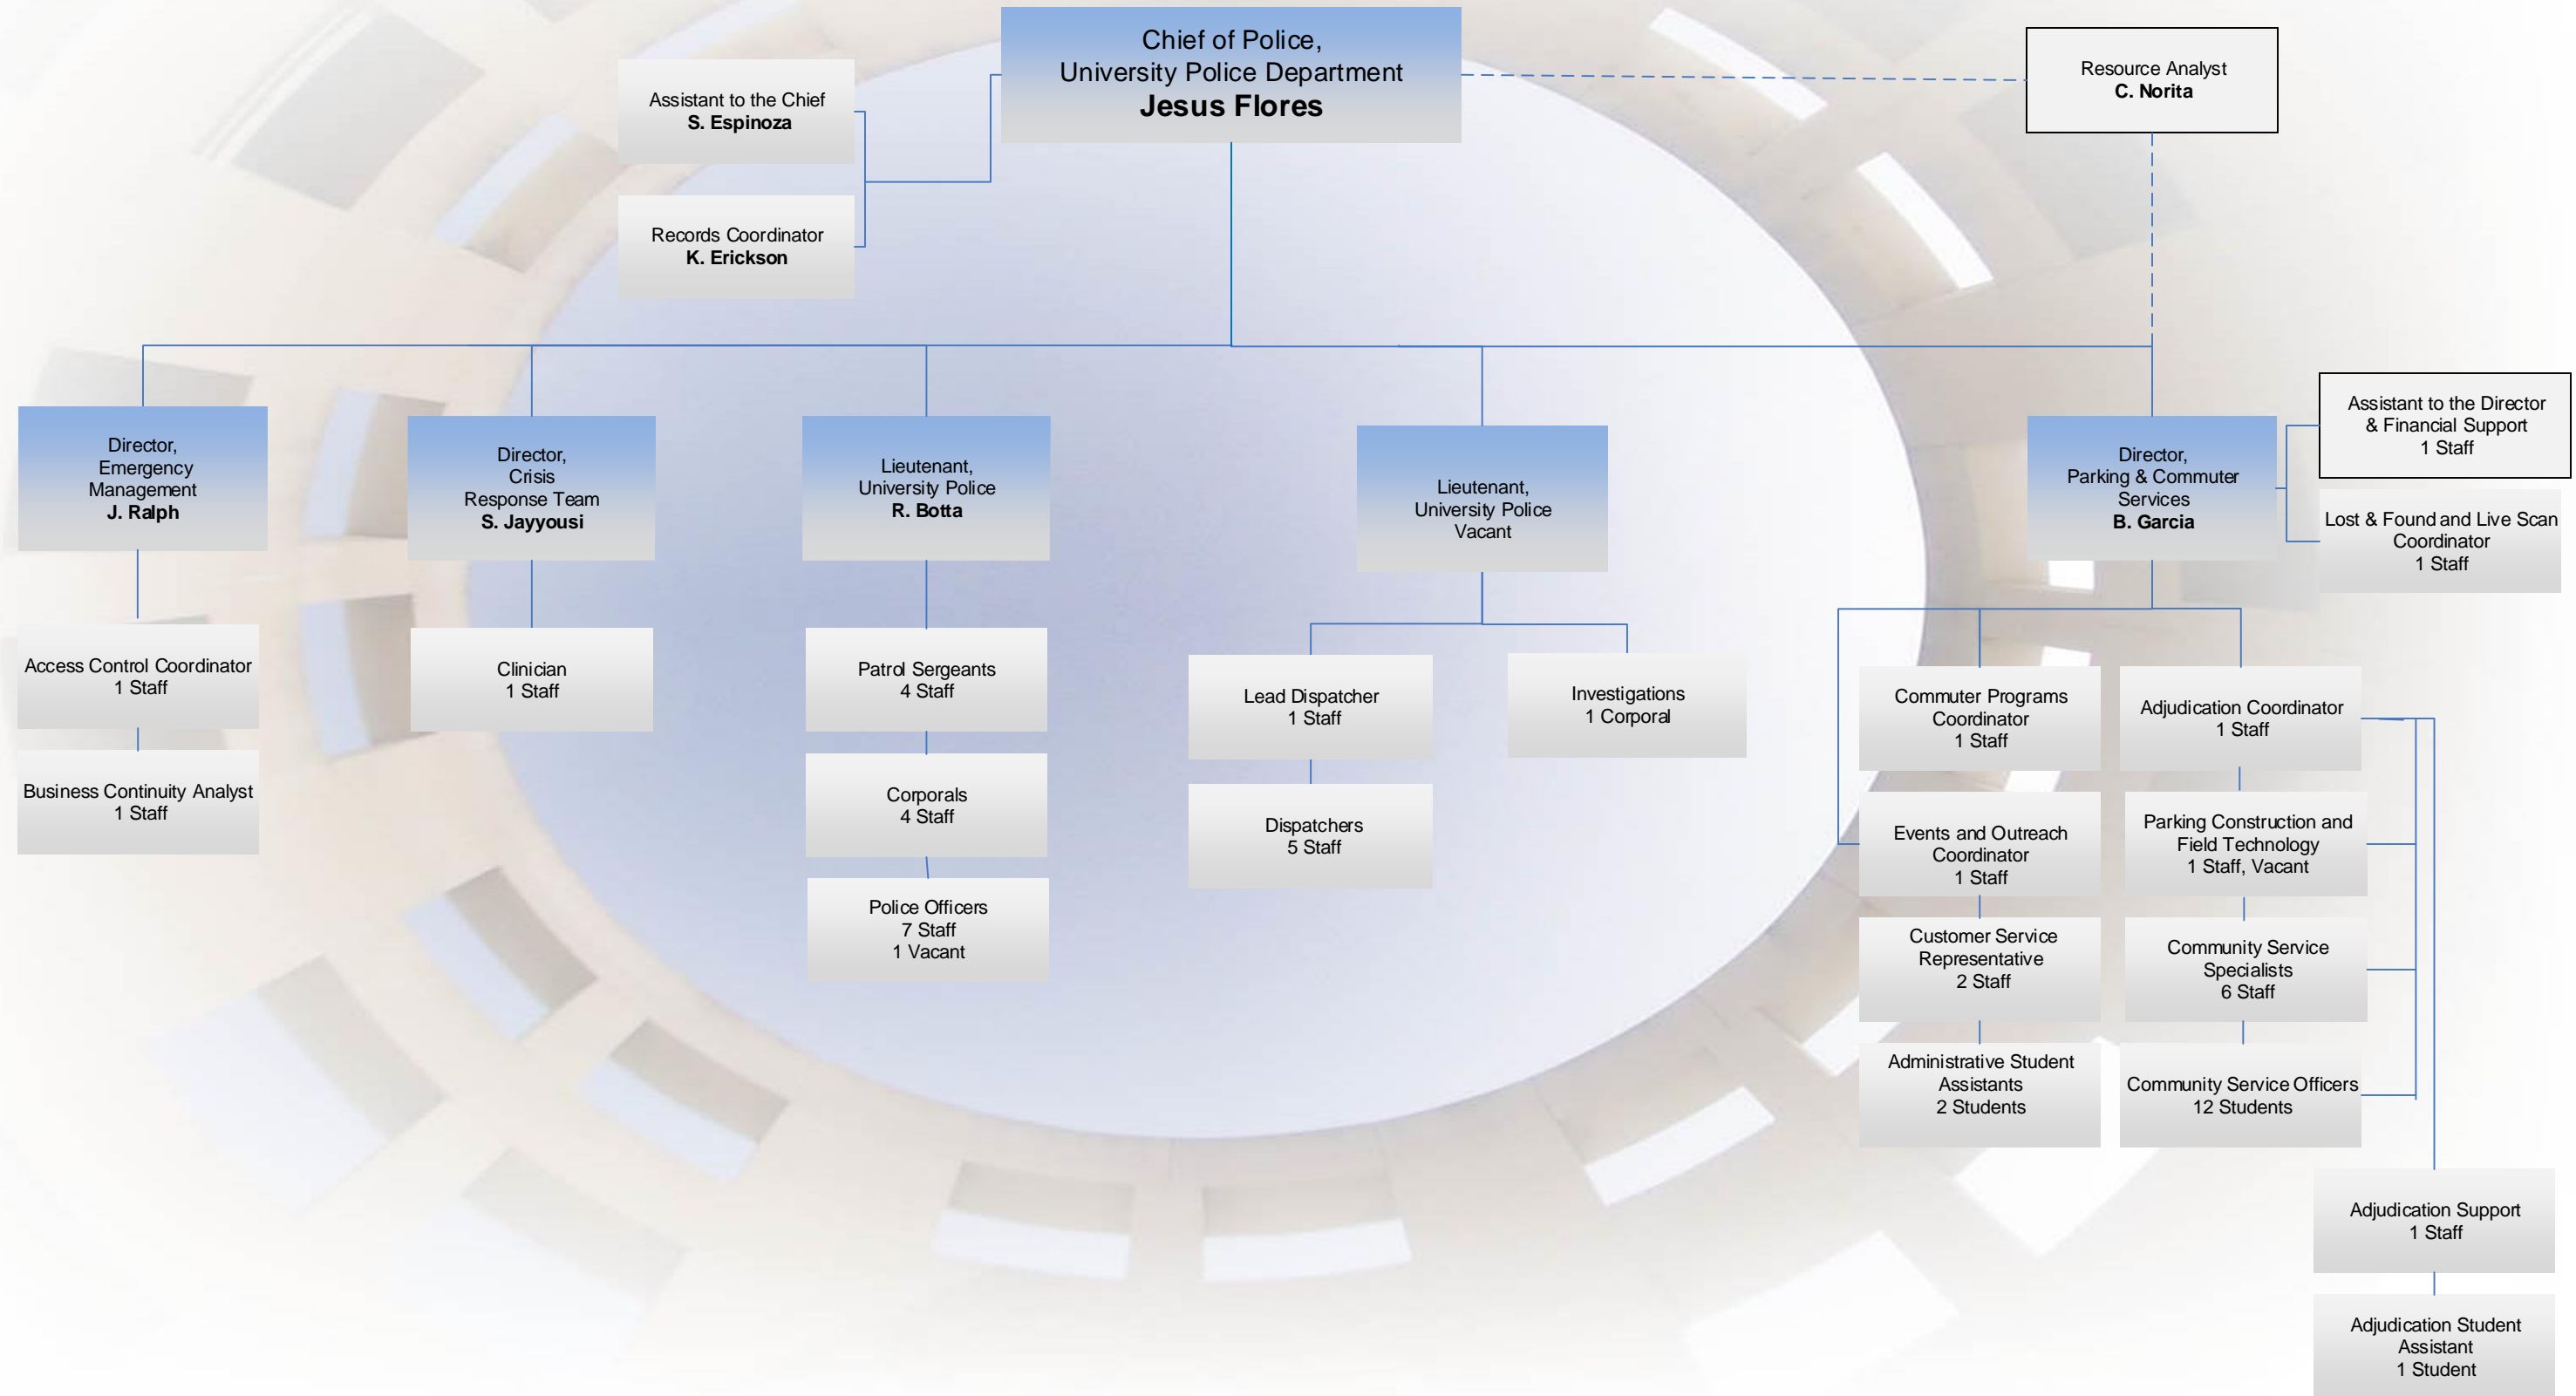 Chief of Police,
University Police Department
Jesus Flores
Resource Analyst
C. Norita
Assistant to the Chief
S. Espinoza
Records Coordinator
K. Erickson
Director,
Emergency
Management
J. Ralph
Director,
Crisis
Response Team
S. Jayyousi
Lieutenant,
University Police
R. Botta
Lieutenant,
University Police
Vacant
Director,
Parking & Commuter
Services
B. Garcia
Assistant to the Director
& Financial Support
1 Staff
Lost & Found and Live Scan
Coordinator
1 Staff
Access Control Coordinator
1 Staff
Business Continuity Analyst
1 Staff
Clinician
1 Staff
Patrol Sergeants
4 Staff
Corporals
4 Staff
Police Officers
7 Staff
1 Vacant
Lead Dispatcher
1 Staff
Dispatchers
5 Staff
Investigations
1 Corporal
Commuter Programs
Coordinator
1 Staff
Events and Outreach
Coordinator
1 Staff
Customer Service
Representative
2 Staff
Administrative Student
Assistants
2 Students
Adjudication Coordinator
1 Staff
Parking Construction and
Field Technology
1 Staff, Vacant
Community Service
Specialists
6 Staff
Community Service Officers
12 Students
Adjudication Support
1 Staff
Adjudication Student
Assistant
1 Student